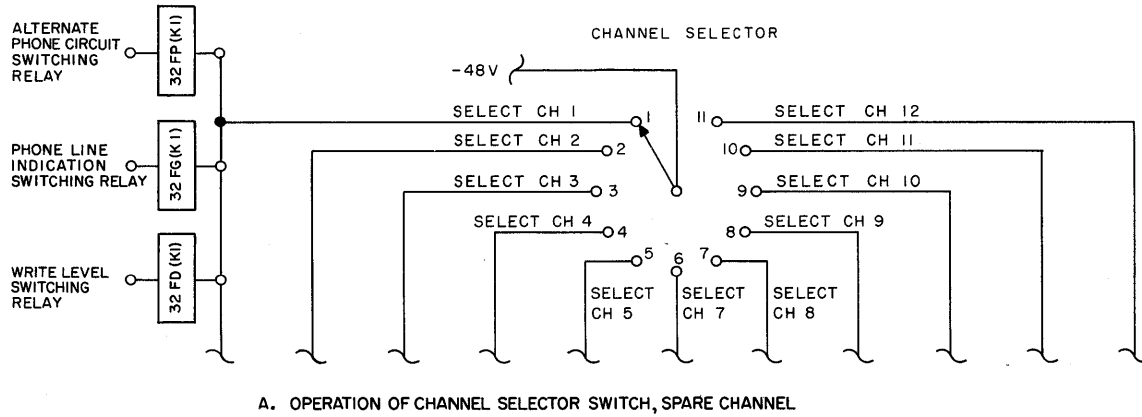 ALTERNATE
PHONE CIRCUIT
SWITCHING
RELAY
32 FP (K1)
CHANNEL SELECTOR
-48V
SELECT CH 1
1
11
SELECT CH 12
PHONE LINE
INDICATION
SWITCHING RELAY
32 FG (K1)
SELECT CH 2
2
10
SELECT CH 11
SELECT CH 3
3
9
SELECT CH 10
SELECT CH 4
4
8
SELECT CH 9
WRITE LEVEL
SWITCHING
RELAY
32 FD (K1)
5
6
7
SELECT
CH 5
SELECT
CH 7
SELECT
CH 8
A. OPERATION OF CHANNEL SELECTOR SWITCH, SPARE CHANNEL